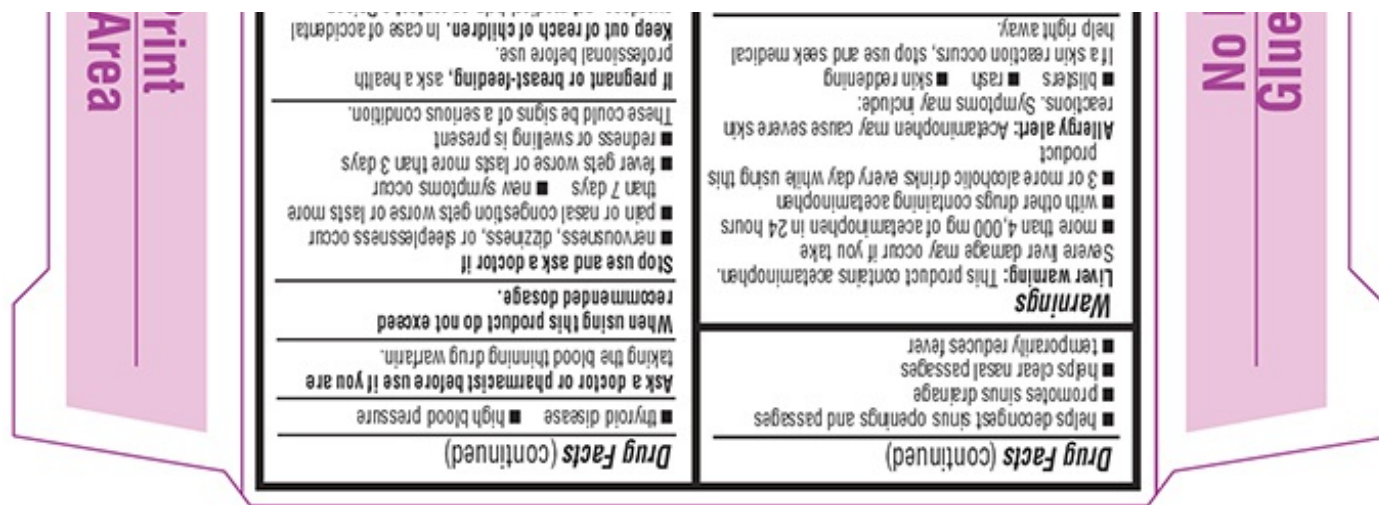 Drug Facts (continued)
■ helps decongest sinus openings and passages
■ promotes sinus drainage
■ helps clear nasal passages
■ temporarily reduces fever
Warnings
Liver warning: This product contains acetaminophen.
Severe liver damage may occur if you take
■ more than 4,000 mg of acetaminophen in 24 hours
■ with other drugs containing acetaminophen
■ 3 or more alcoholic drinks every day while using this
product
Allergy alert: Acetaminophen may cause severe skin
reactions. Symptoms may include:
■ blisters ■ rash ■ skin reddening
If a skin reaction occurs, stop use and seek medical
help right away.
Drug Facts (continued)
■ thyroid disease ■ high blood pressure
Ask a doctor or pharmacist before use if you are
taking the blood thinning drug warfarin.
When using this product do not exceed
recommended dosage.
Stop use and ask a doctor if
■ nervousness, dizziness, or sleeplessness occur
■ pain or nasal congestion gets worse or lasts more
than 7 days ■ new symptoms occur
■ fever gets worse or lasts more than 3 days
■ redness or swelling is present
These could be signs of a serious condition.
If pregnant or breast-feeding, ask a health
professional before use.
Keep out of reach of children. In case of accidental
No
Glue
Print
Area